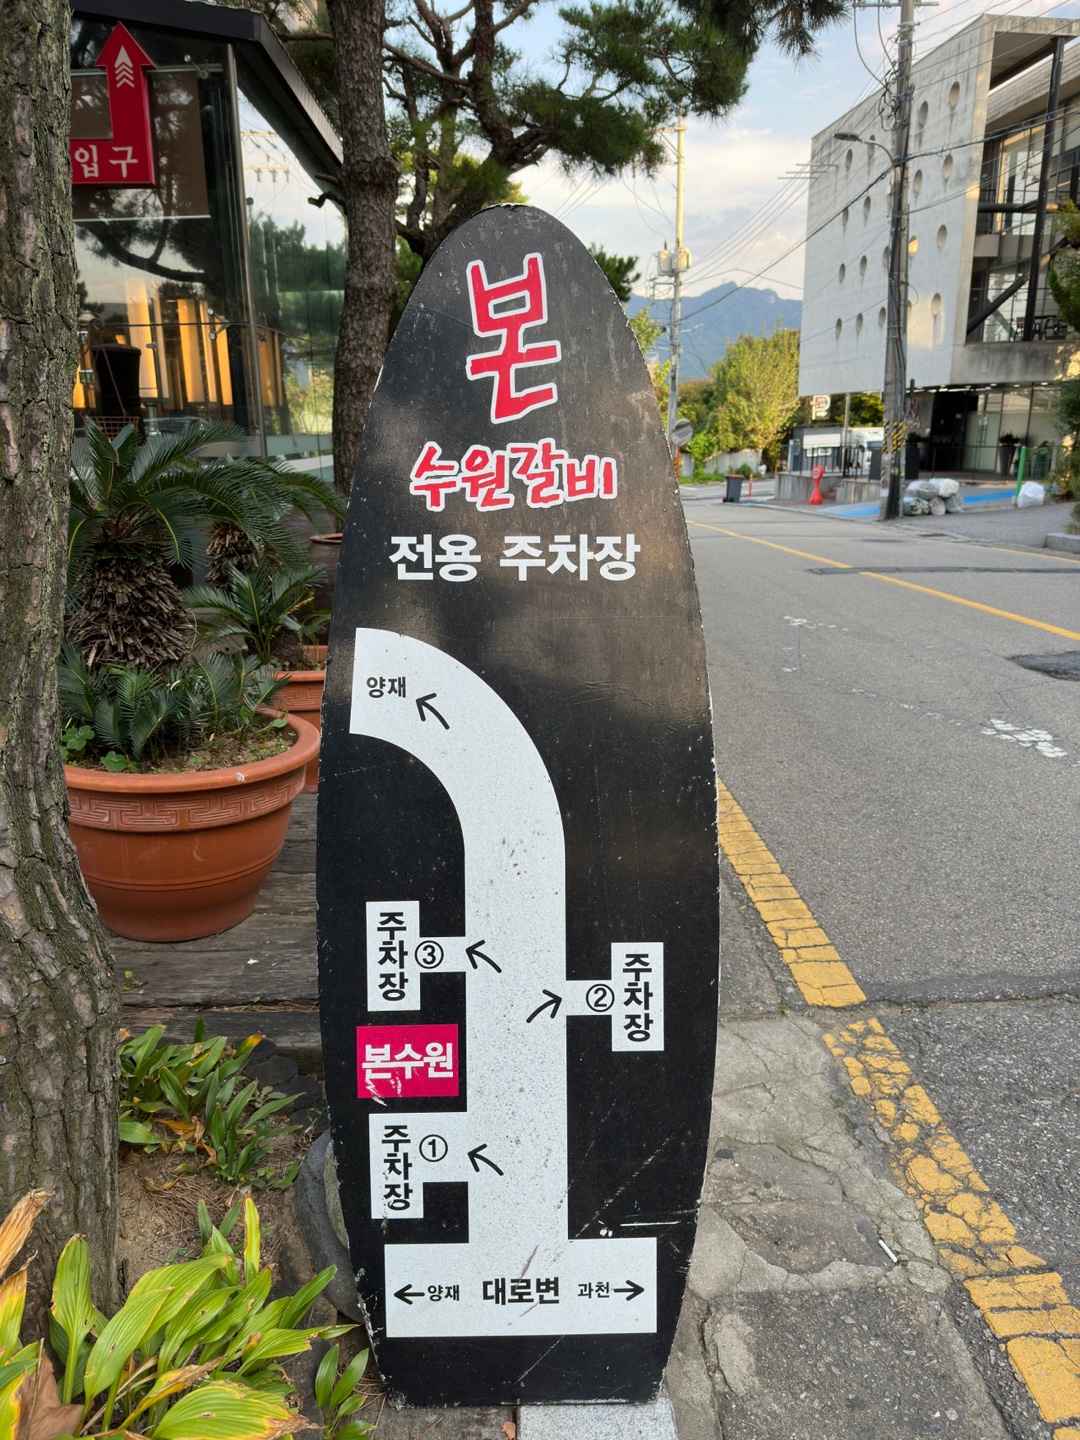 입구
본
수원갈비
전용 주차장
양재
주차장 ③
② 주차장
본수원
주차장 ①
←양재 대로변 과천→